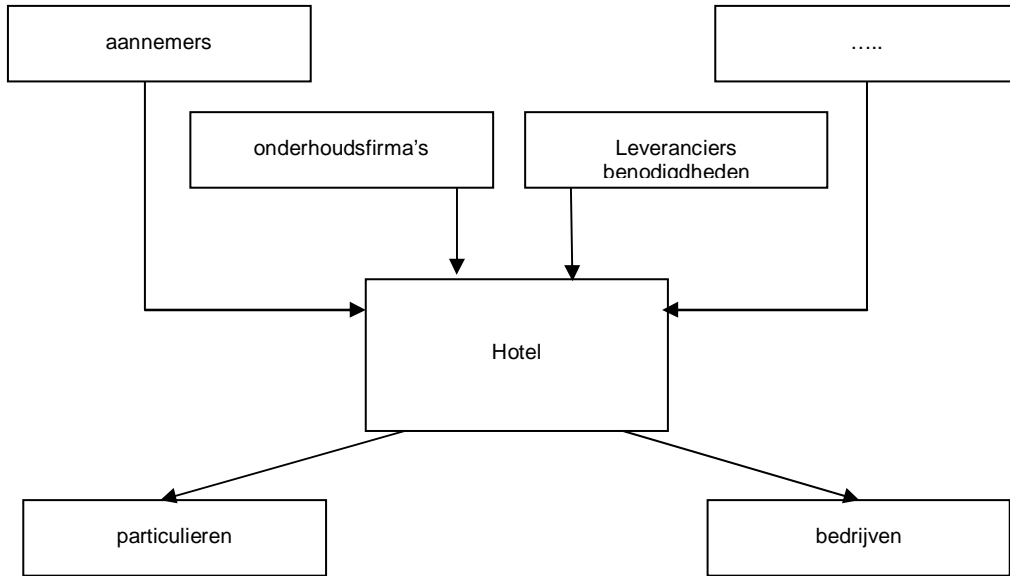 aannemers
…..
onderhoudsfirma's
Leveranciers
benodigdheden
Hotel
particulieren
bedrijven